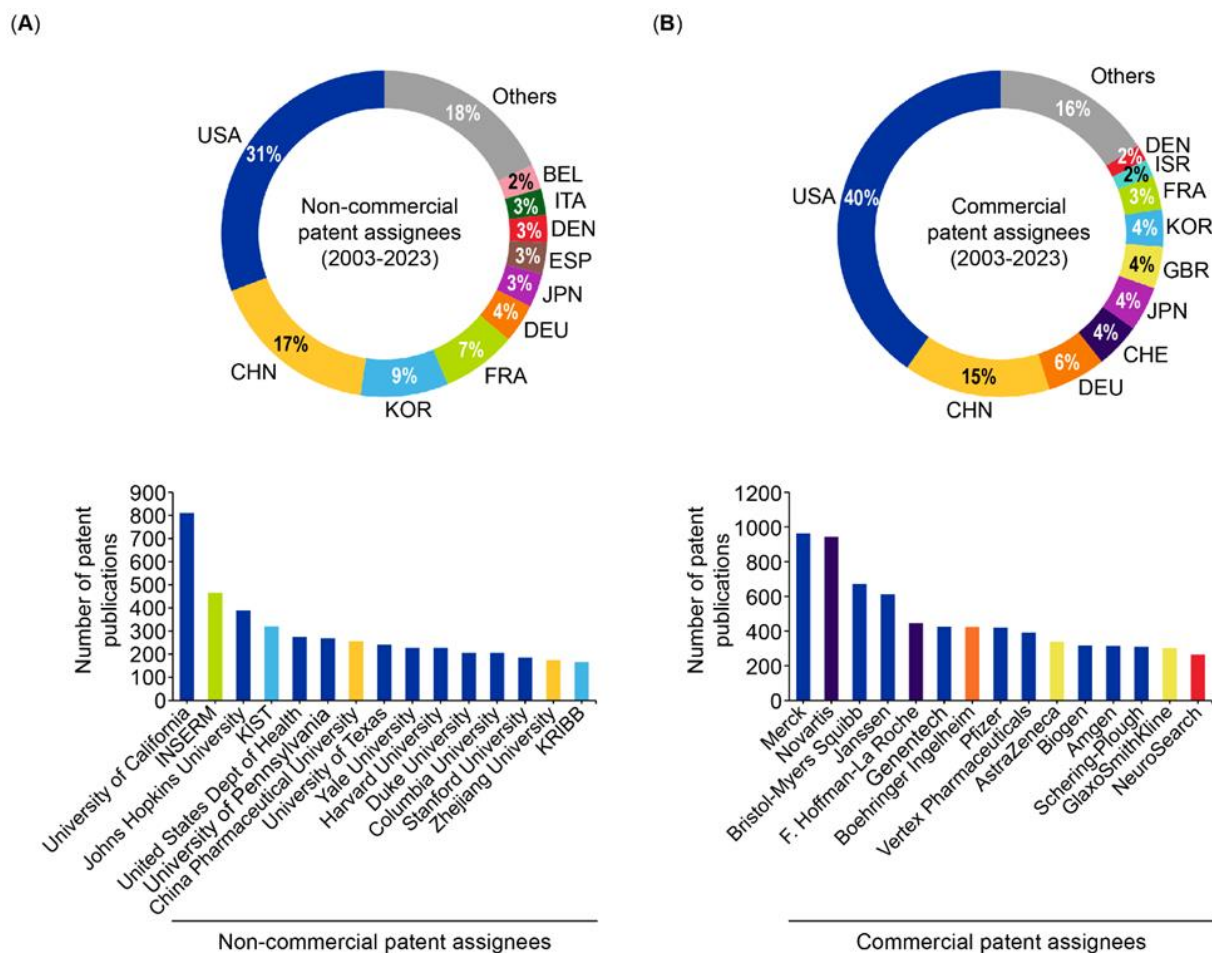 (A)
Others
18%
USA
31%
BEL
2%
ITA
3%
DEN
3%
ESP
3%
JPN
3%
DEU
4%
FRA
7%
KOR
9%
CHN
17%
Non-commercial
patent assignees
(2003-2023)
Number of patent
publications
900
800
700
600
500
400
300
200
100
0
University of California
INSERM
Johns Hopkins University
KIST
United States Dept of Health
University of Pennsylvania
China Pharmaceutical University
University of Texas
Yale University
Harvard University
Duke University
Columbia University
Stanford University
Zhejiang University
KRIBB
Non-commercial patent assignees
(B)
Others
16%
DEN
2%
ISR
2%
FRA
3%
KOR
4%
GBR
4%
JPN
4%
CHE
4%
DEU
6%
CHN
15%
USA
40%
Commercial
patent assignees
(2003-2023)
Number of patent
publications
1200
1000
800
600
400
200
0
Merck
Novartis
Bristol-Myers Squibb
Janssen
F. Hoffman-La Roche
Genentech
Boehringer Ingelheim
Pfizer
Vertex Pharmaceuticals
AstraZeneca
Biogen
Amgen
Schering-Plough
GlaxoSmithKline
NeuroSearch
Commercial patent assignees